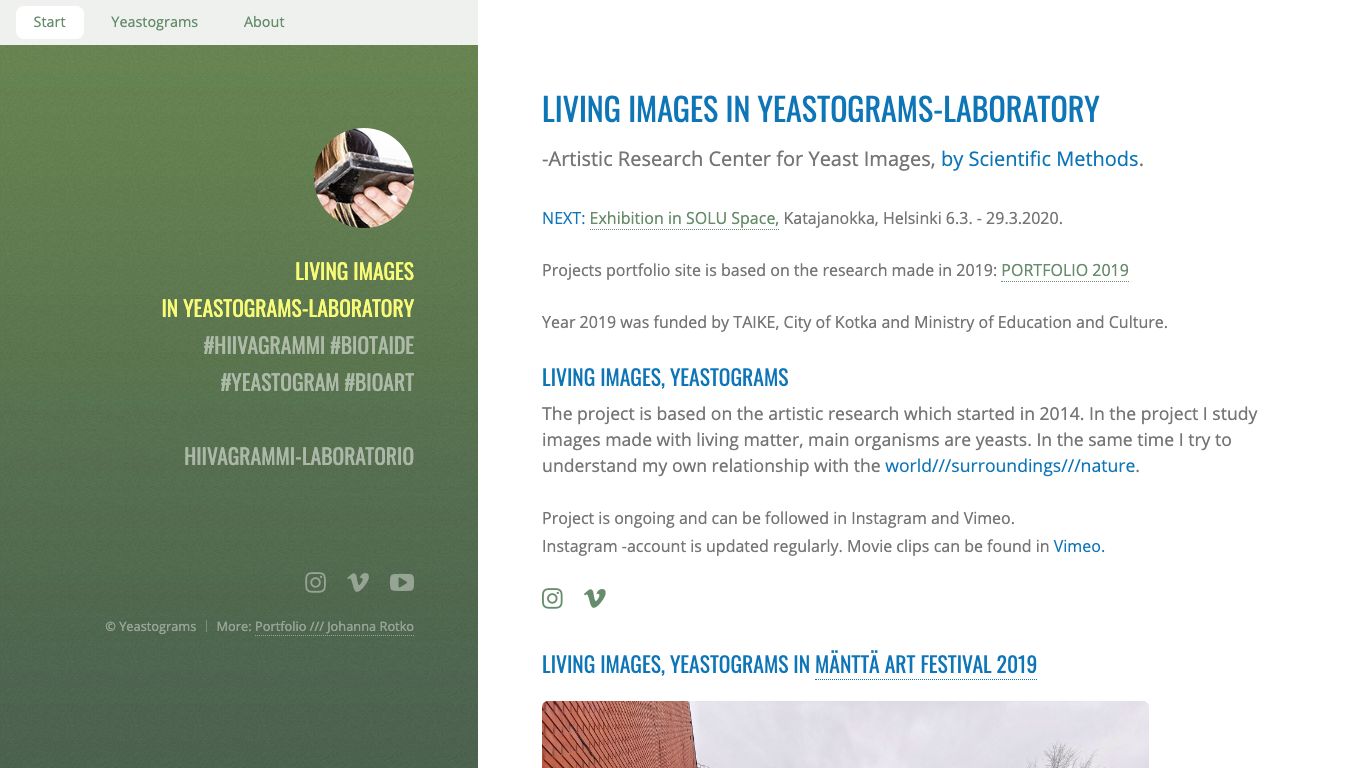 Start
Yeastograms
About
LIVING IMAGES
IN YEASTOGRAMS-LABORATORY
#HIIVAGRAMMI #BIOTAIDE
#YEASTOGRAM #BIOART
HIIVAGRAMMI-LABORATORIO
© Yeastograms | More: Portfolio /// Johanna Rotko
LIVING IMAGES IN YEASTOGRAMS-LABORATORY
-Artistic Research Center for Yeast Images, by Scientific Methods.
NEXT: Exhibition in SOLU Space, Katajanokka, Helsinki 6.3. - 29.3.2020.
Projects portfolio site is based on the research made in 2019: PORTFOLIO 2019
Year 2019 was funded by TAIKE, City of Kotka and Ministry of Education and Culture.
LIVING IMAGES, YEASTOGRAMS
The project is based on the artistic research which started in 2014. In the project I study
images made with living matter, main organisms are yeasts. In the same time I try to
understand my own relationship with the world///surroundings///nature.
Project is ongoing and can be followed in Instagram and Vimeo.
Instagram -account is updated regularly. Movie clips can be found in Vimeo.
LIVING IMAGES, YEASTOGRAMS IN MÄNTTÄ ART FESTIVAL 2019